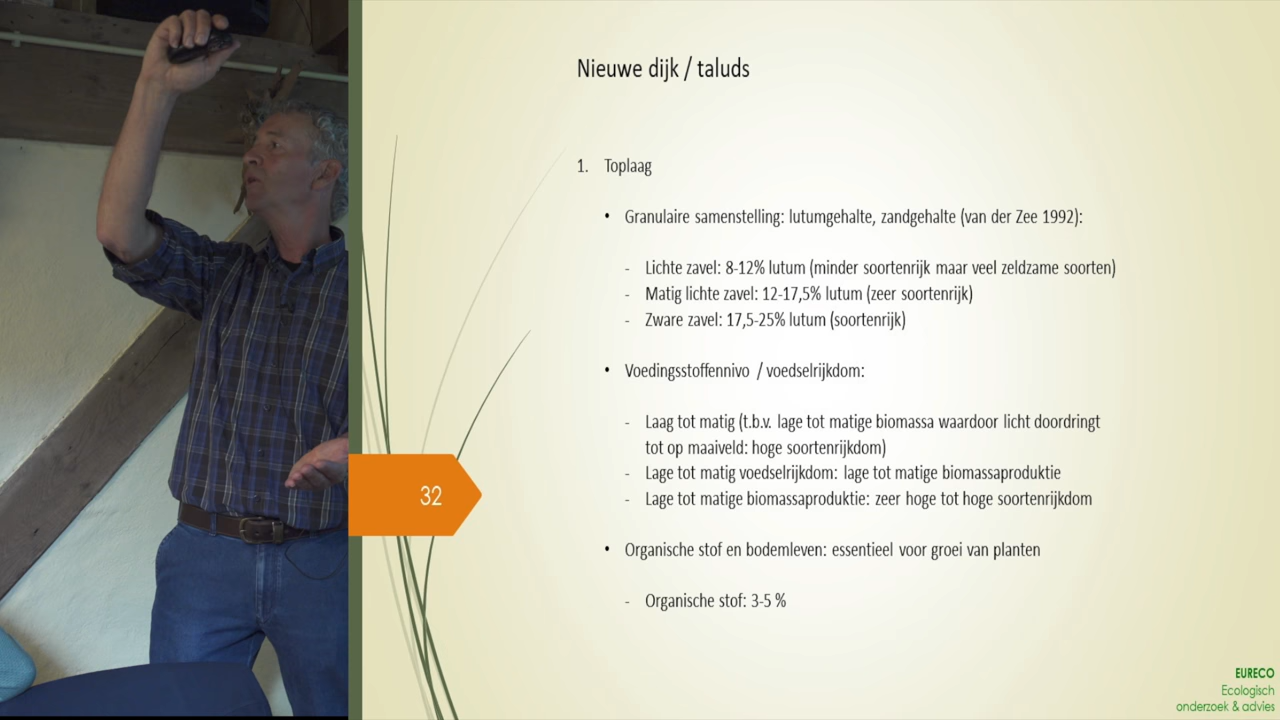 Nieuwe dijk / taluds
1. Toplaag
• Granulaire samenstelling: lutumgehalte, zandgehalte (van der Zee 1992):
- Lichte zavel: 8-12% lutum (minder soortenrijk maar veel zeldzame soorten)
- Matig lichte zavel: 12-17,5% lutum (zeer soortenrijk)
- Zware zavel: 17,5-25% lutum (soortenrijk)
• Voedingsstoffennivo / voedselrijkdom:
- Laag tot matig (t.b.v. lage tot matige biomassa waardoor licht doordringt
tot op maaiveld: hoge soortenrijkdom)
- Lage tot matig voedselrijkdom: lage tot matige biomassaproduktie
- Lage tot matige biomassaproduktie: zeer hoge tot hoge soortenrijkdom
32
• Organische stof en bodemleven: essentieel voor groei van planten
- Organische stof: 3-5 %
EURECO
Ecologisch
onderzoek & advies